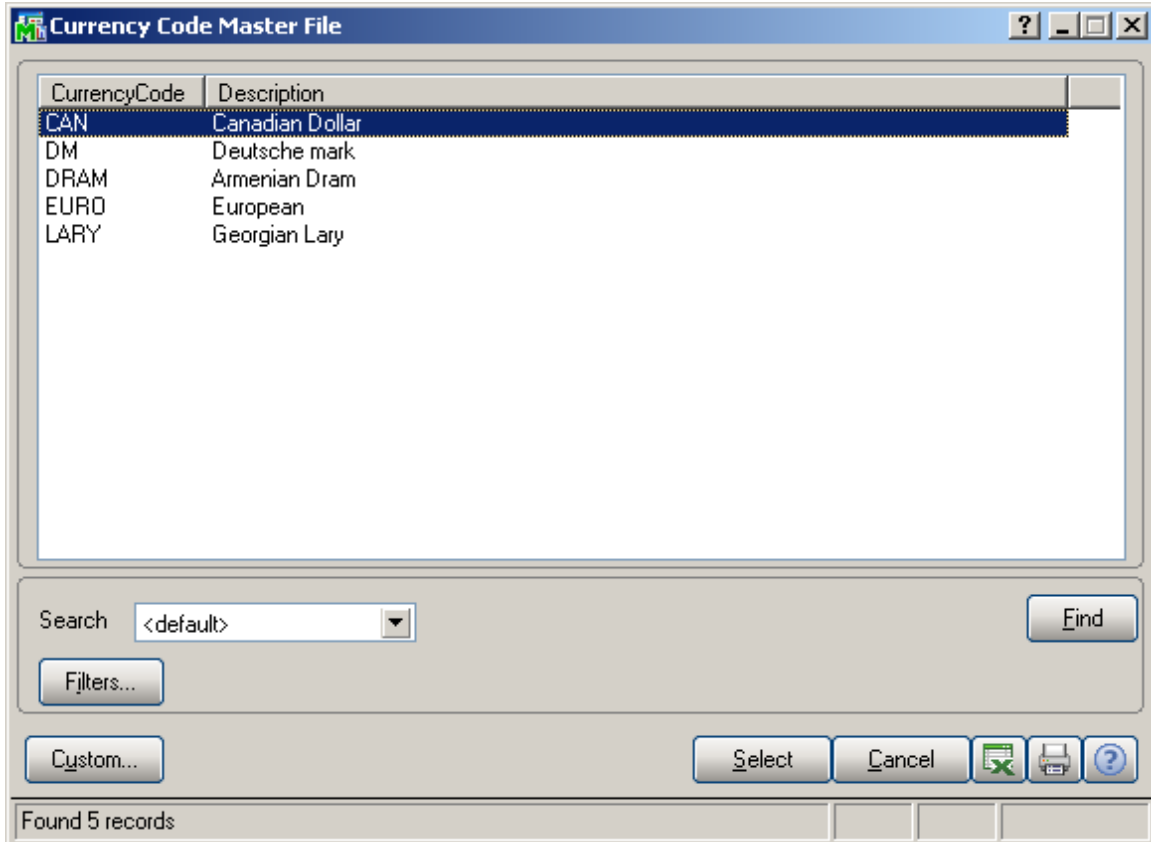 Currency Code Master File
CurrencyCode Description
CAN Canadian Dollar
DM Deutsche mark
DRAM Armenian Dram
EURO European
LARY Georgian Lary
Search <default> Find
Filters...
Custom... Select Cancel
Found 5 records